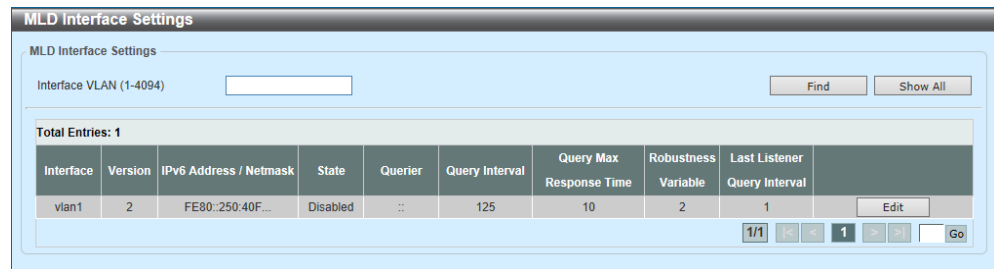 MLD Interface Settings
MLD Interface Settings
Interface VLAN (1-4094)
Find
Show All
Total Entries: 1
Interface Version IPv6 Address / Netmask State Querier Query Interval Query Max Response Time Robustness Variable Last Listener Query Interval
vlan1 2 FE80::250:40F... Disabled :: 125 10 2 1 Edit
1/1 |< < 1 > >| Go